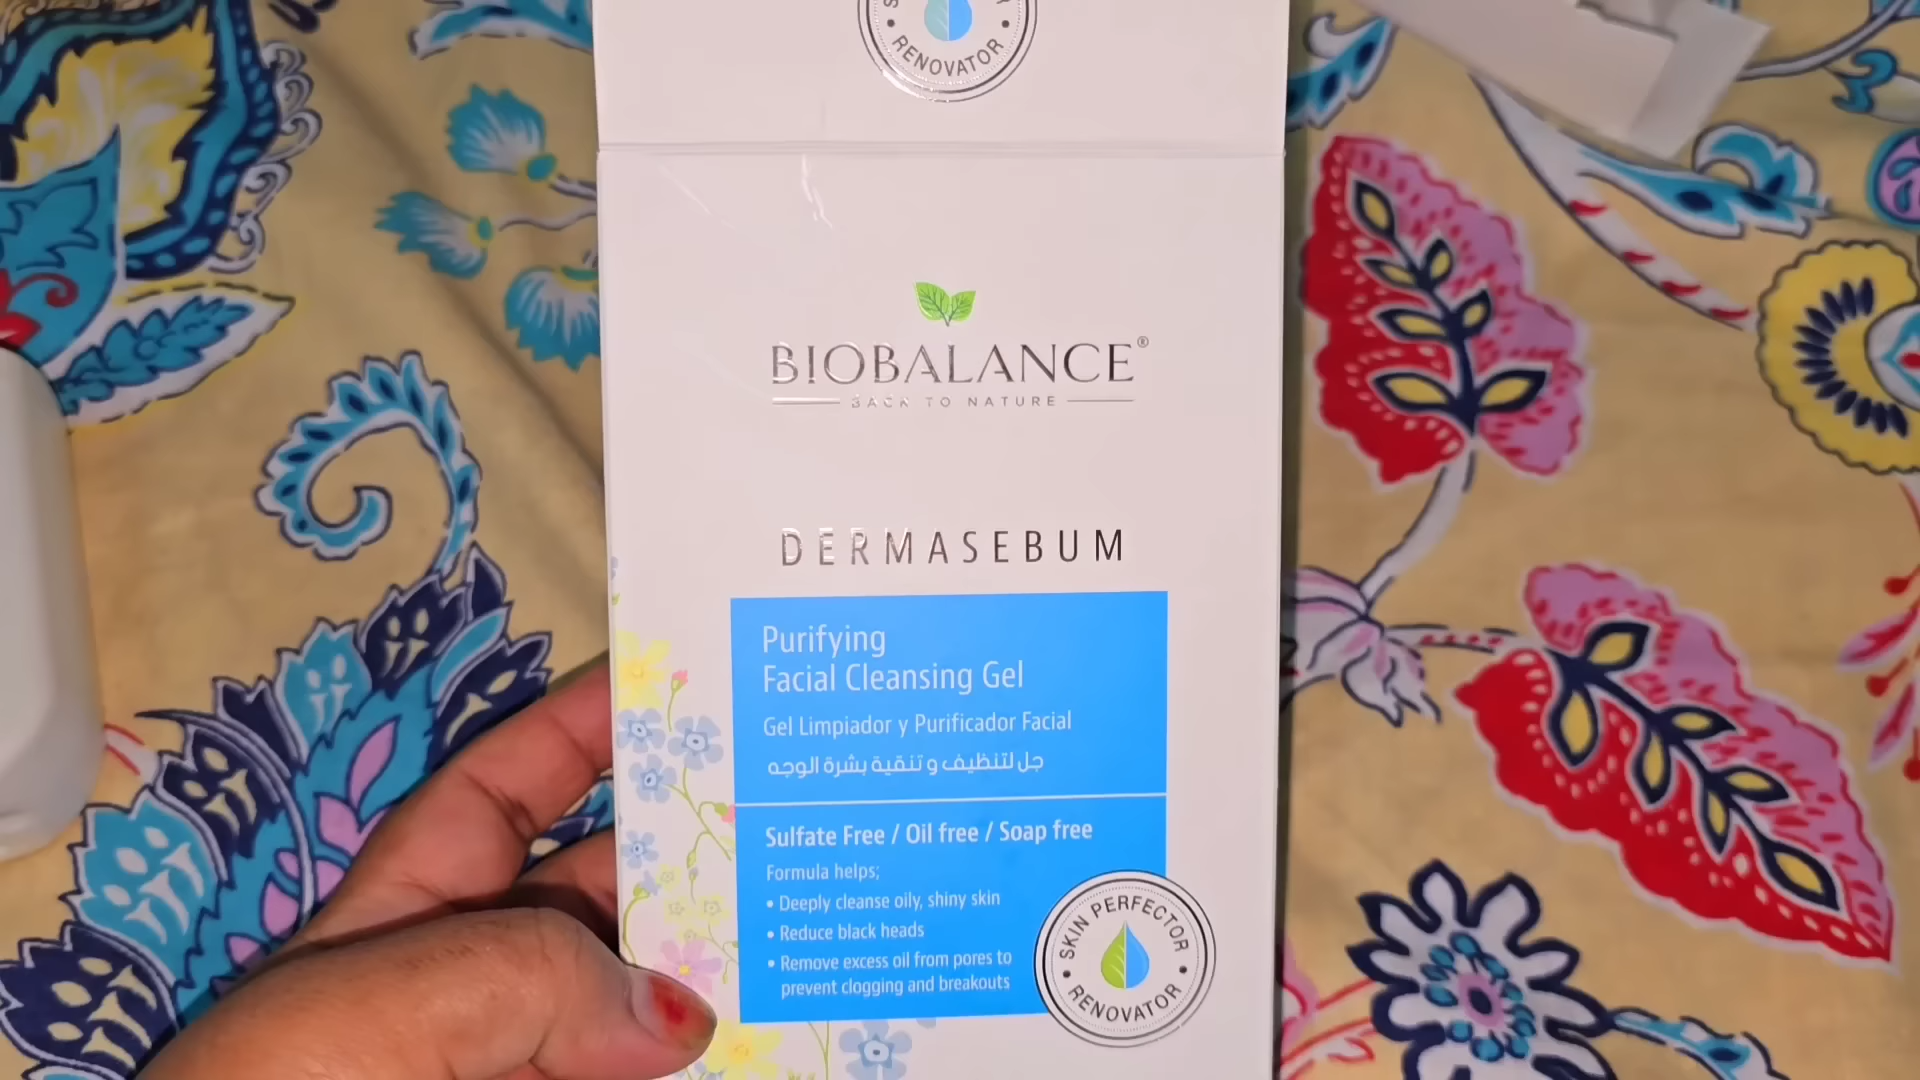 RENOVATOR
BIOBALANCE®
BACK TO NATURE
DERMASEBUM
Purifying
Facial Cleansing Gel
Gel Limpiador y Purificador Facial
جل لتنظيف و تنقية بشرة الوجه
Sulfate Free / Oil free / Soap free
Formula helps;
• Deeply cleanse oily, shiny skin
• Reduce black heads
• Remove excess oil from pores to
prevent clogging and breakouts
SKIN PERFECTOR
• RENOVATOR •